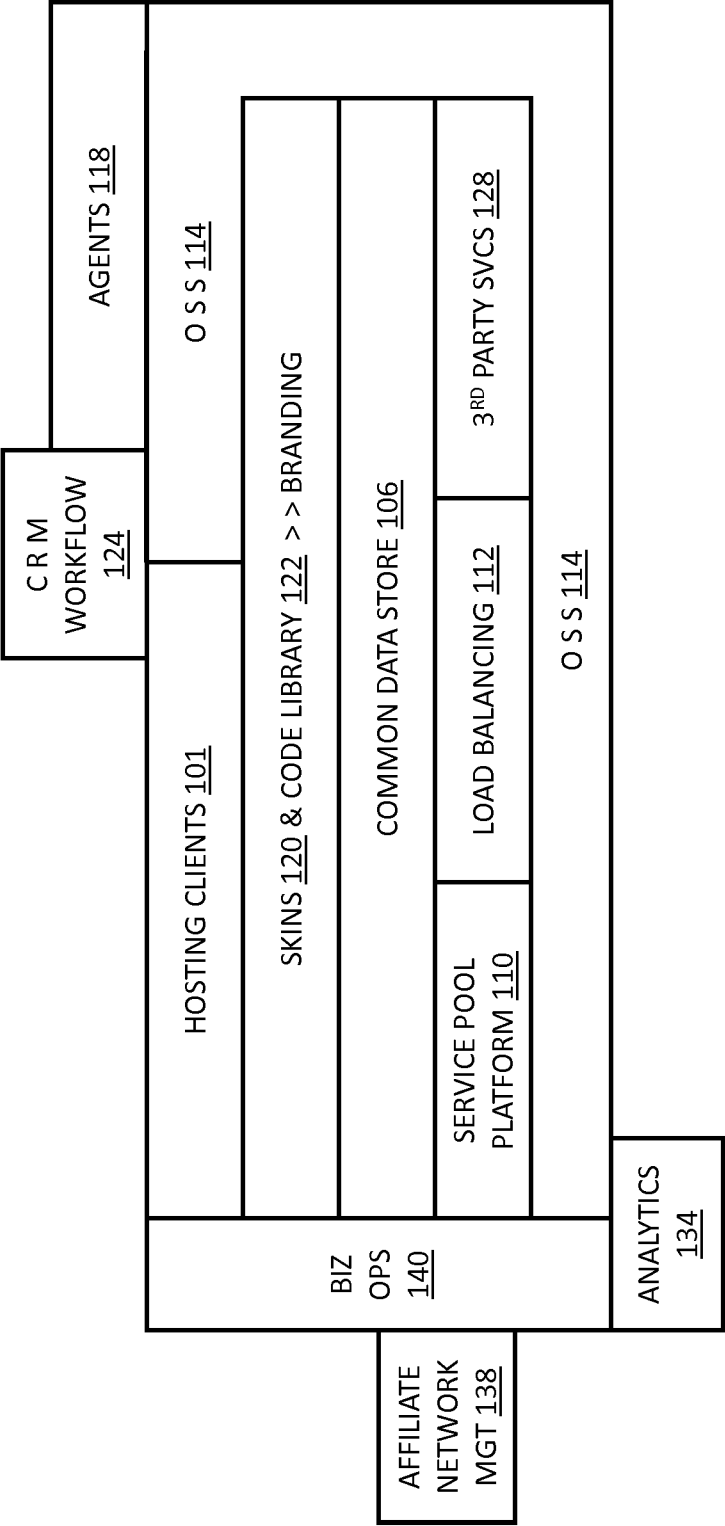 C R M
WORKFLOW
124
AGENTS 118
HOSTING CLIENTS 101
O S S 114
SKINS 120 & CODE LIBRARY 122 > > BRANDING
COMMON DATA STORE 106
SERVICE POOL
PLATFORM 110
LOAD BALANCING 112
3RD PARTY SVCS 128
O S S 114
BIZ
OPS
140
AFFILIATE
NETWORK
MGT 138
ANALYTICS
134